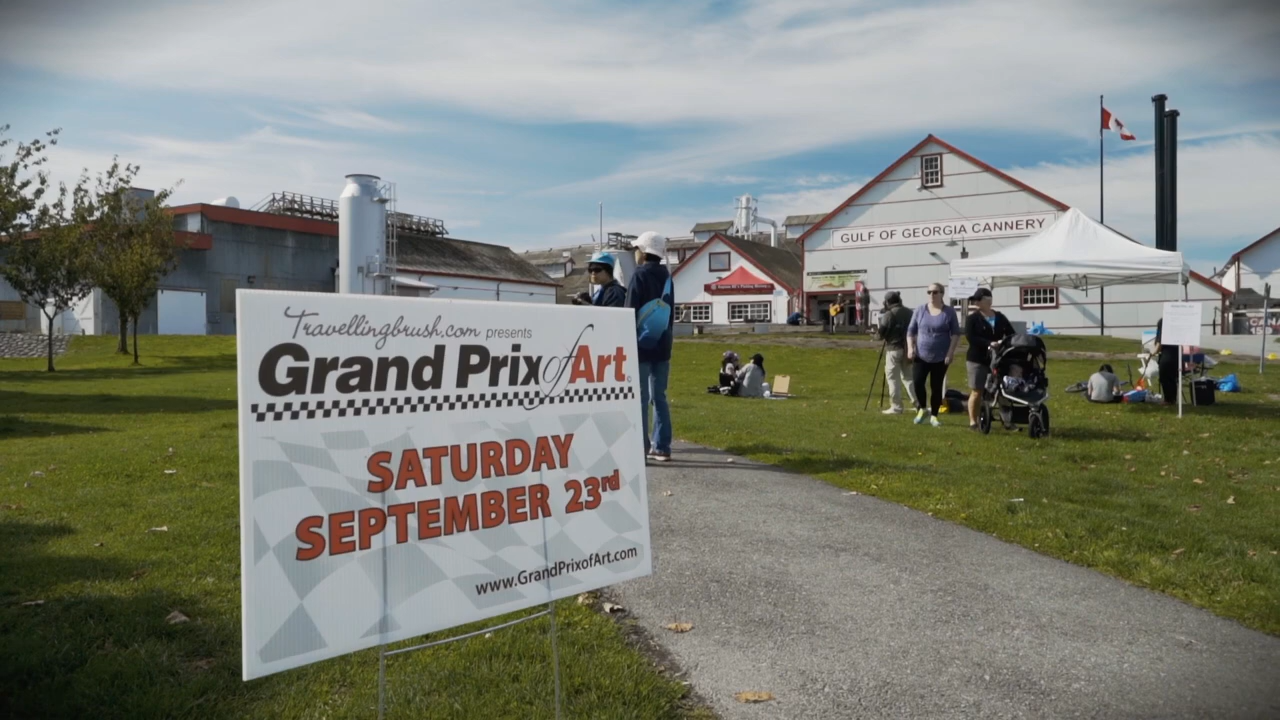 Travellingbrush.com presents
Grand Prix of Art
SATURDAY
SEPTEMBER 23rd
www.GrandPrixofArt.com
GULF OF GEORGIA CANNERY